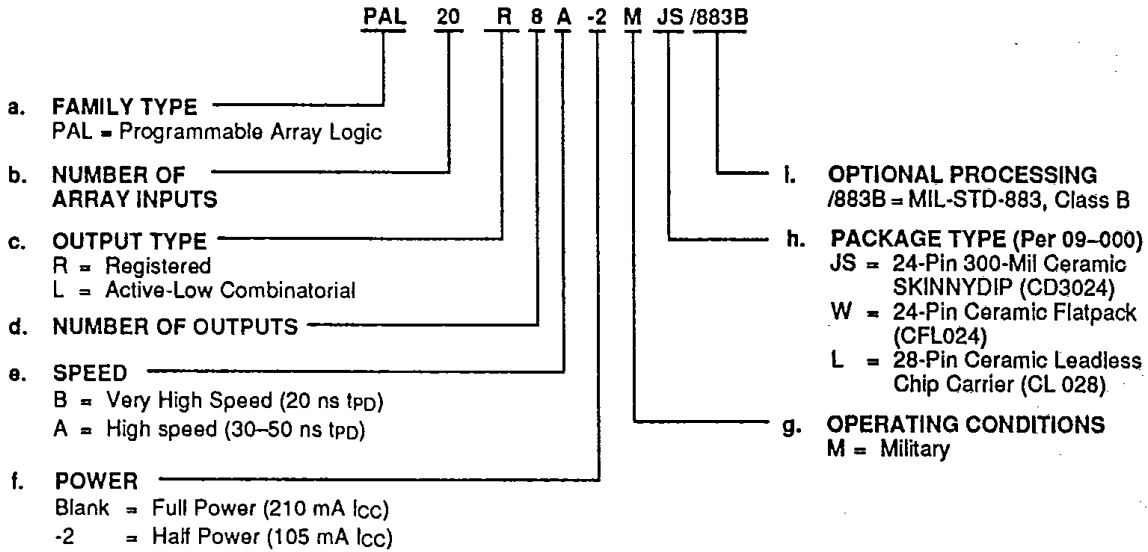 PAL 20 R 8 A -2 M JS /883B
a. FAMILY TYPE
PAL = Programmable Array Logic
b. NUMBER OF
ARRAY INPUTS
c. OUTPUT TYPE
R = Registered
L = Active-Low Combinatorial
d. NUMBER OF OUTPUTS
e. SPEED
B = Very High Speed (20 ns tPD)
A = High speed (30–50 ns tPD)
f. POWER
Blank = Full Power (210 mA ICC)
-2 = Half Power (105 mA ICC)
i. OPTIONAL PROCESSING
/883B = MIL-STD-883, Class B
h. PACKAGE TYPE (Per 09–000)
JS = 24-Pin 300-Mil Ceramic
SKINNYDIP (CD3024)
W = 24-Pin Ceramic Flatpack
(CFL024)
L = 28-Pin Ceramic Leadless
Chip Carrier (CL 028)
g. OPERATING CONDITIONS
M = Military